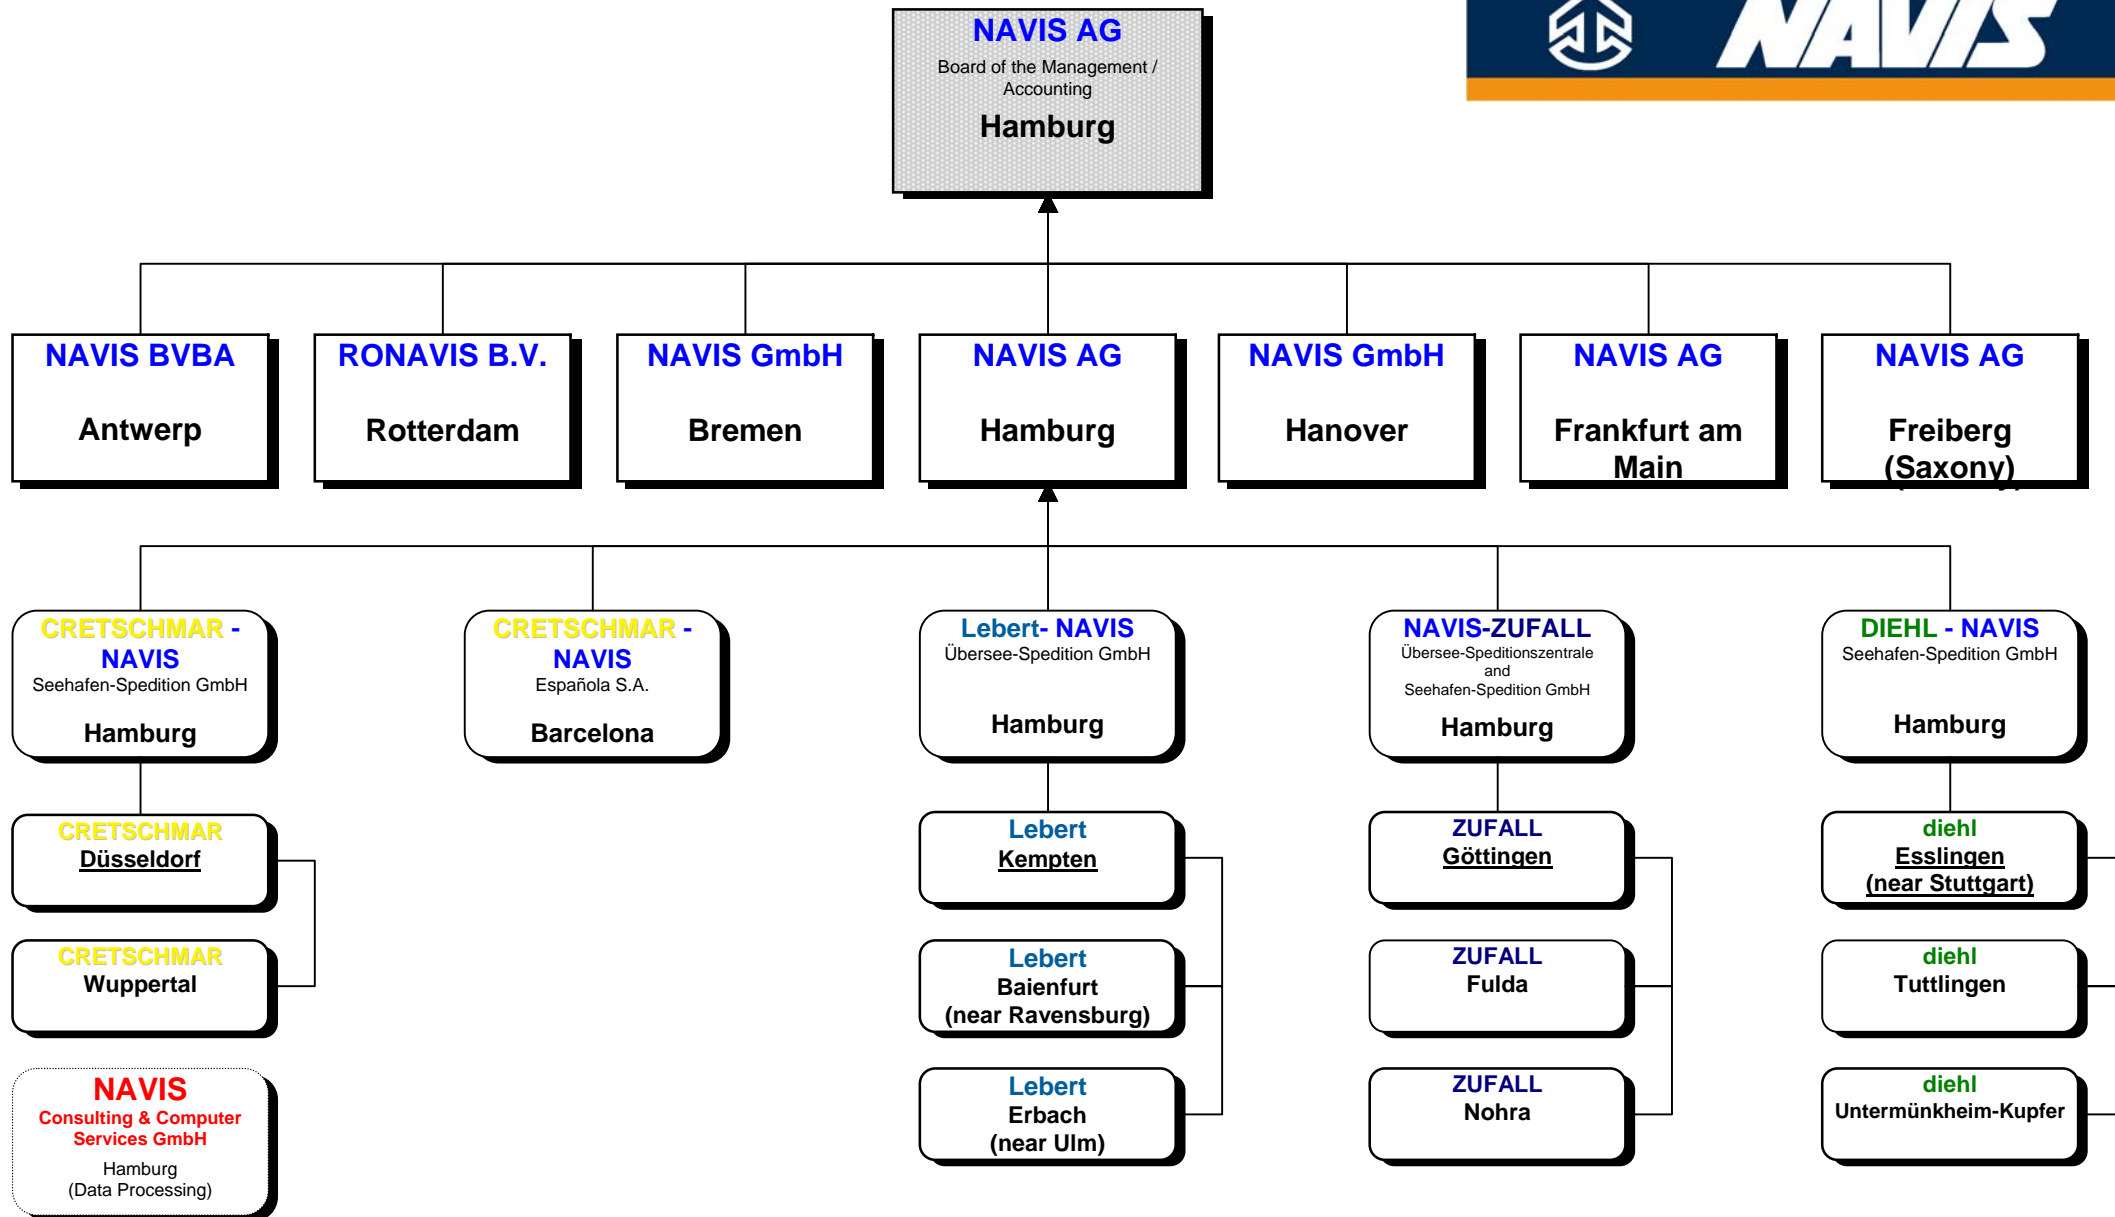 NAVIS
NAVIS AG
Board of the Management /
Accounting
Hamburg
NAVIS BVBA
Antwerp
RONAVIS B.V.
Rotterdam
NAVIS GmbH
Bremen
NAVIS AG
Hamburg
NAVIS GmbH
Hanover
NAVIS AG
Frankfurt am
Main
NAVIS AG
Freiberg
(Saxony)
CRETSCHMAR -
NAVIS
Seehafen-Spedition GmbH
Hamburg
CRETSCHMAR -
NAVIS
Española S.A.
Barcelona
Lebert- NAVIS
Übersee-Spedition GmbH
Hamburg
NAVIS-ZUFALL
Übersee-Speditionszentrale
and
Seehafen-Spedition GmbH
Hamburg
DIEHL - NAVIS
Seehafen-Spedition GmbH
Hamburg
CRETSCHMAR
Düsseldorf
Lebert
Kempten
ZUFALL
Göttingen
diehl
Esslingen
(near Stuttgart)
CRETSCHMAR
Wuppertal
Lebert
Baienfurt
(near Ravensburg)
ZUFALL
Fulda
diehl
Tuttlingen
NAVIS
Consulting & Computer
Services GmbH
Hamburg
(Data Processing)
Lebert
Erbach
(near Ulm)
ZUFALL
Nohra
diehl
Untermünkheim-Kupfer